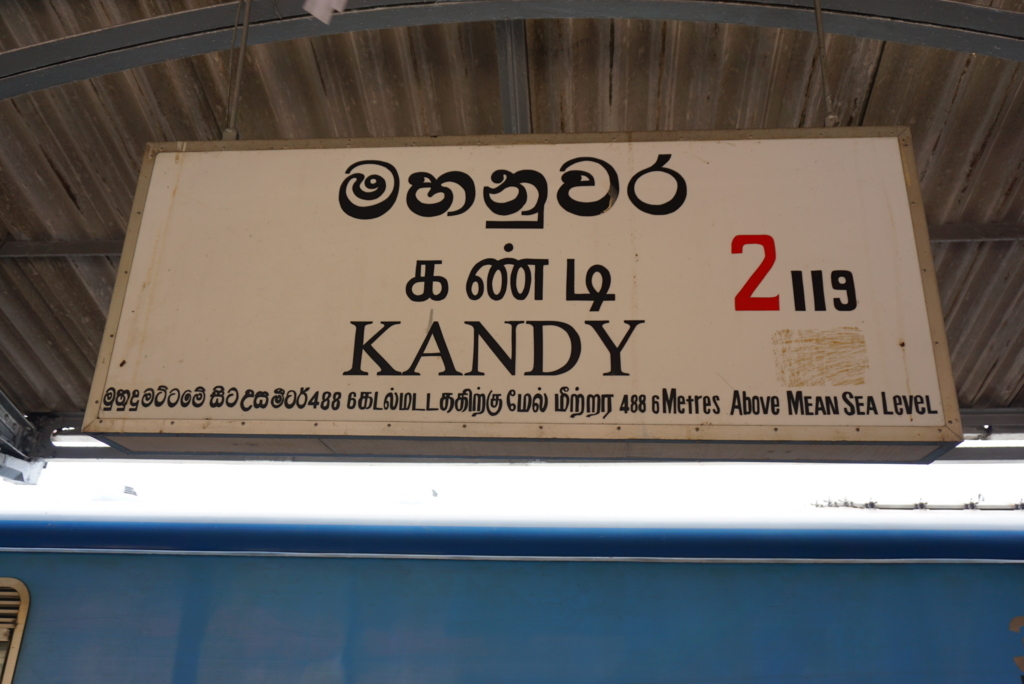 මහනුවර
கண்டி
2 119
KANDY
මුහුදු මට්ටමේ සිට උස මීටර් 488 6 கடல்மட்டத்திற்கு மேல் மீற்றர் 488 6 Metres Above MEAN SEA LEVEL